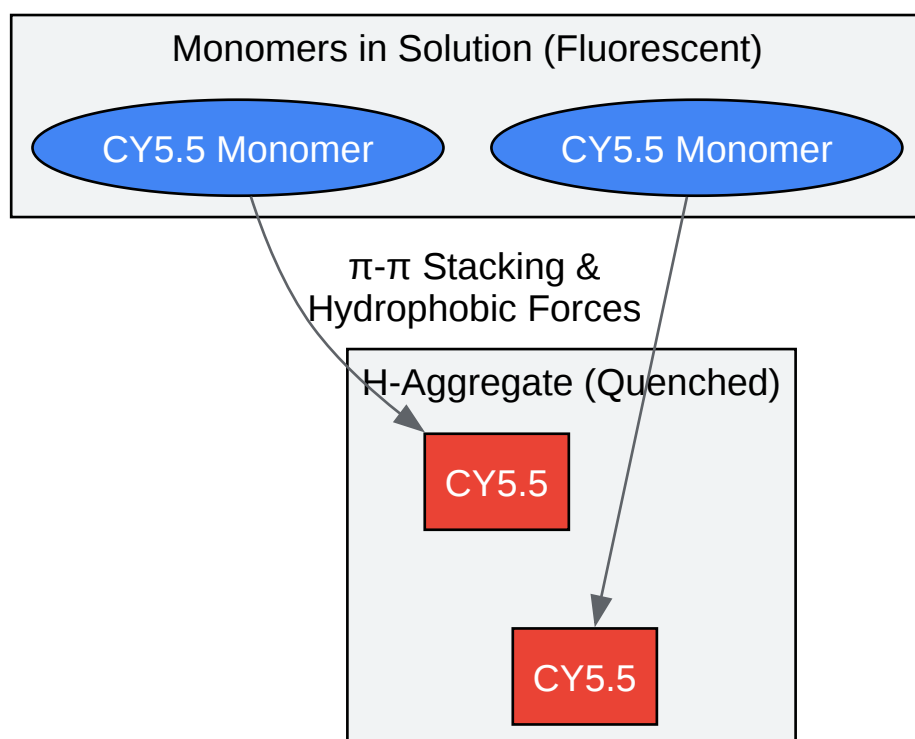 Monomers in Solution (Fluorescent)
CY5.5 Monomer
CY5.5 Monomer
π-π Stacking &
Hydrophobic Forces
H-Aggregate (Quenched)
CY5.5
CY5.5